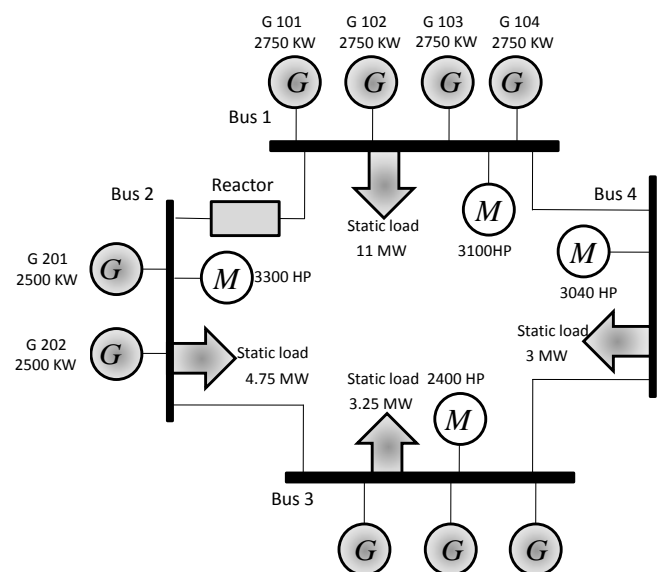 G 101 G 102 G 103 G 104
2750 KW 2750 KW 2750 KW 2750 KW
G G G G
Bus 1
Bus 2 Reactor Bus 4
Static load
11 MW
M
3100HP
G 201
2500 KW
G
M
3300 HP
M
3040 HP
G 202
2500 KW
G
Static load
4.75 MW
Static load
3.25 MW
2400 HP
M
Static load
3 MW
Bus 3
G G G